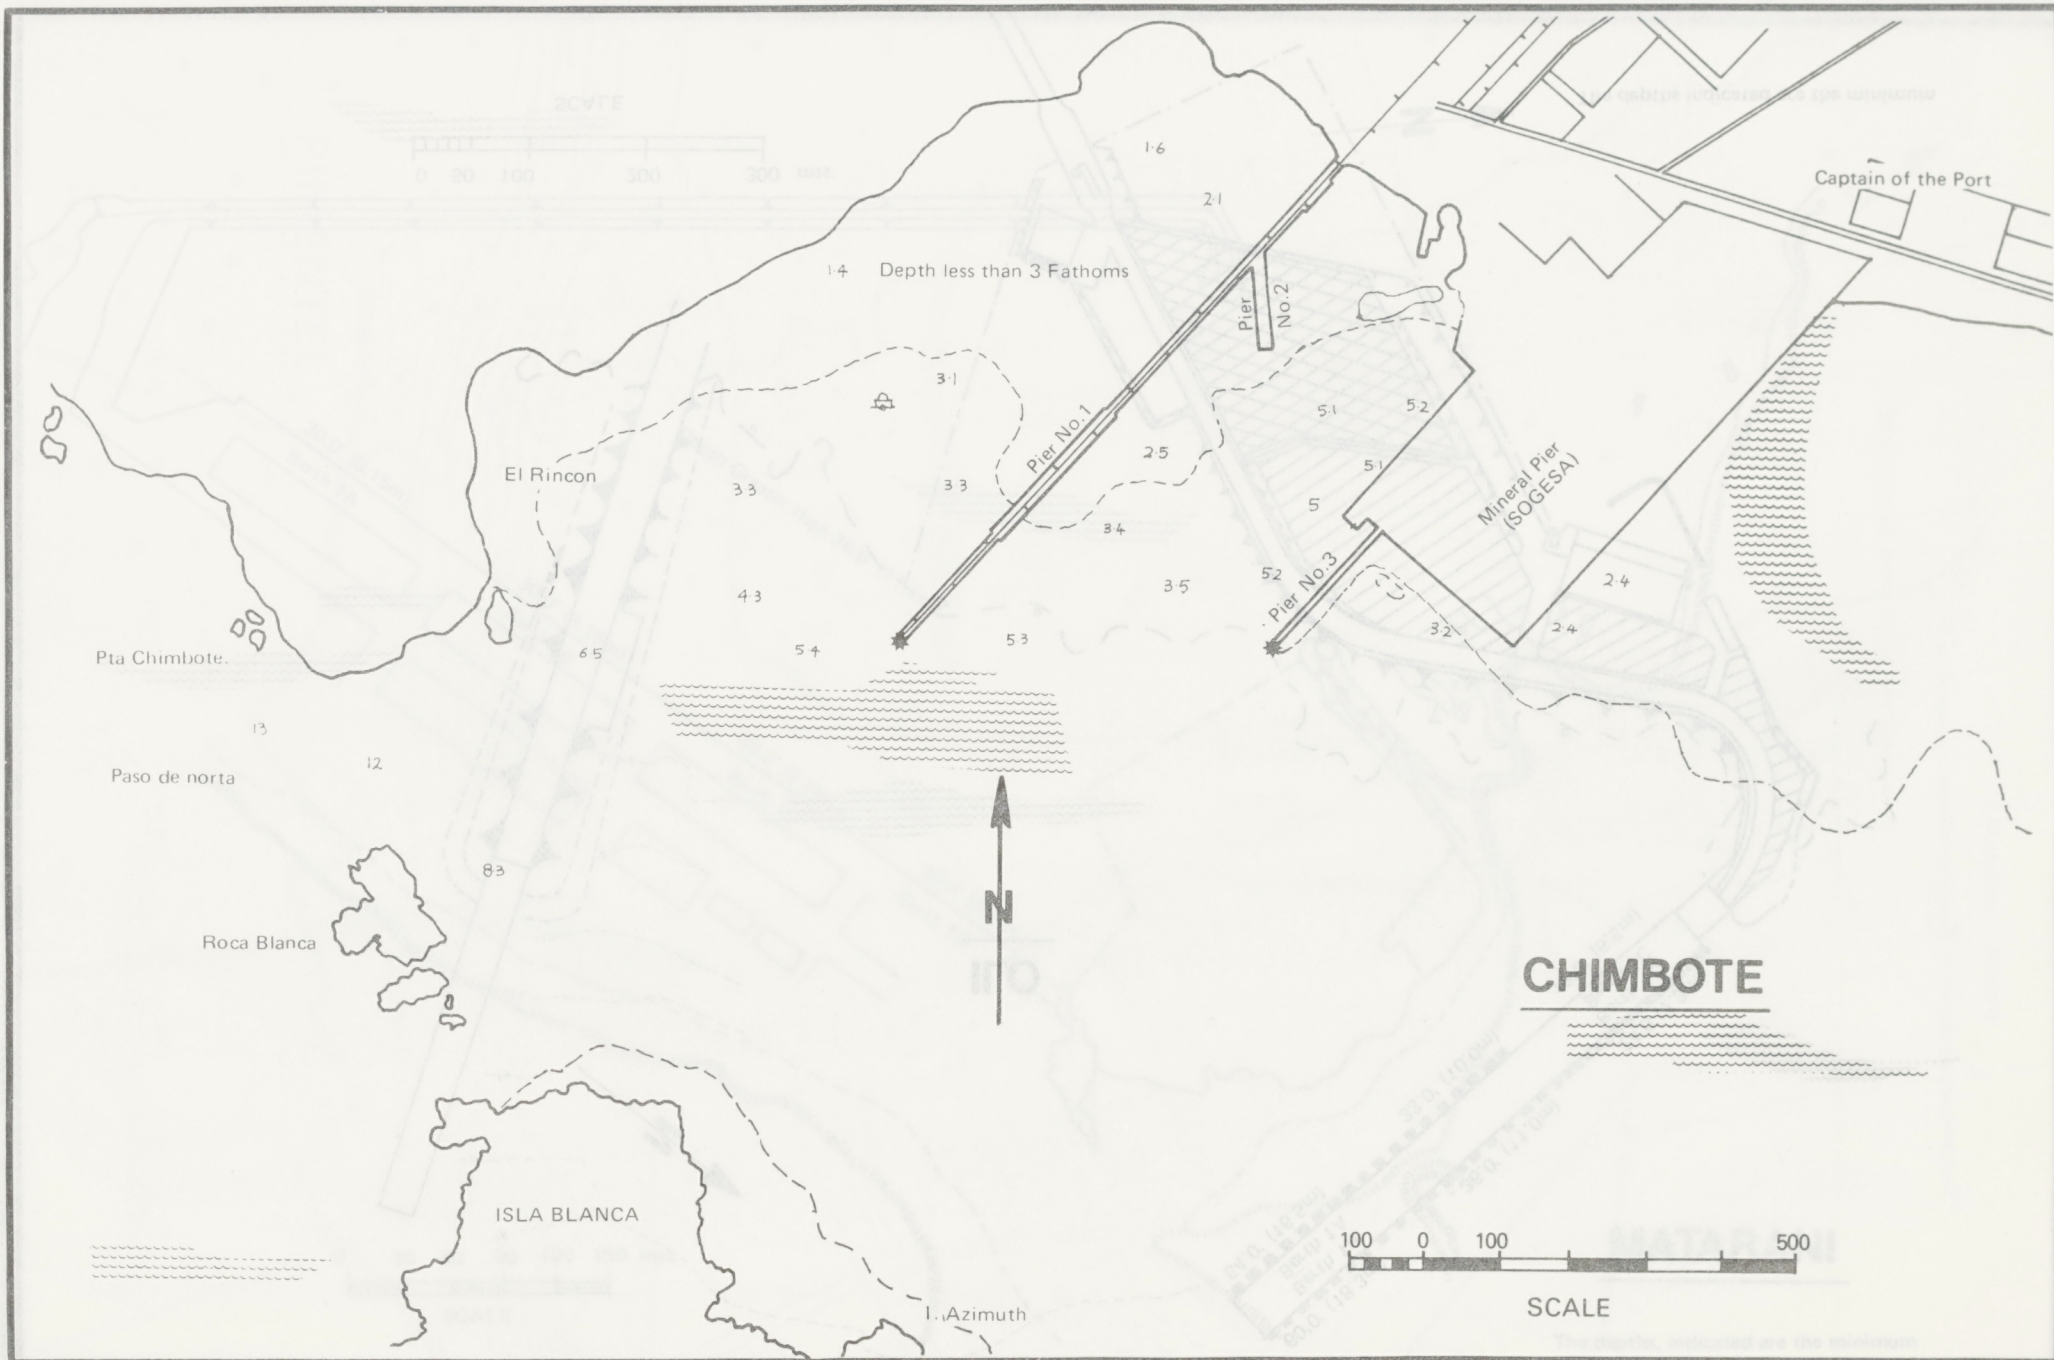 1.6
Captain of the Port
2.1
1.4 Depth less than 3 Fathoms
Pier
No.2
3.1
Pier No.1
5.1
5.2
2.5
5.1
El Rincon
3.3
3.3
5
Mineral Pier
(SOGESA)
3.4
5.2
Pier No.3
2.4
3.5
4.3
3.2
2.4
5.3
5.4
6.5
Pta Chimbote.
13
12
Paso de norta
8.3
N
Roca Blanca
CHIMBOTE
ISLA BLANCA
100 0 100 500
SCALE
I. Azimuth